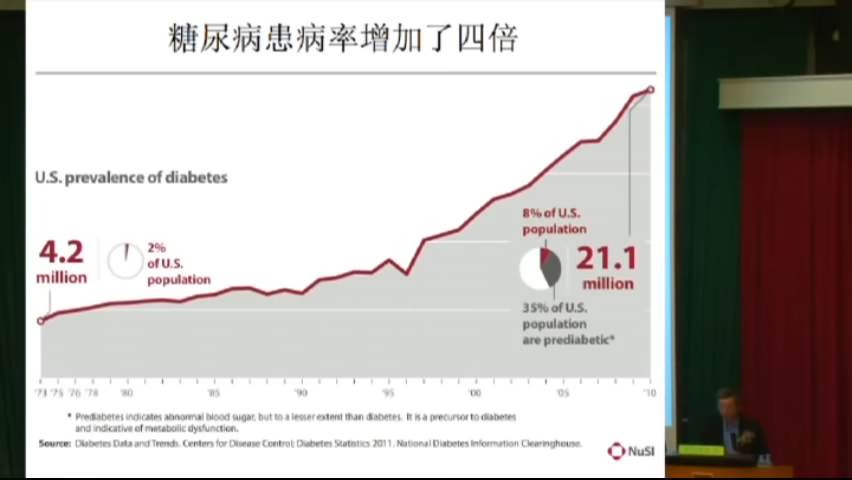 糖尿病患病率增加了四倍
U.S. prevalence of diabetes
4.2
million
2%
of U.S.
population
8% of U.S.
population
21.1
million
35% of U.S.
population
are prediabetic*
'73 '75 '76 '78 '80 '85 '90 '95 '00 '05 '10
* Prediabetes indicates abnormal blood sugar, but to a lesser extent than diabetes. It is a precursor to diabetes
and indicative of metabolic dysfunction.
Source: Diabetes Data and Trends. Centers for Disease Control; Diabetes Statistics 2011. National Diabetes Information Clearinghouse.
NuSI